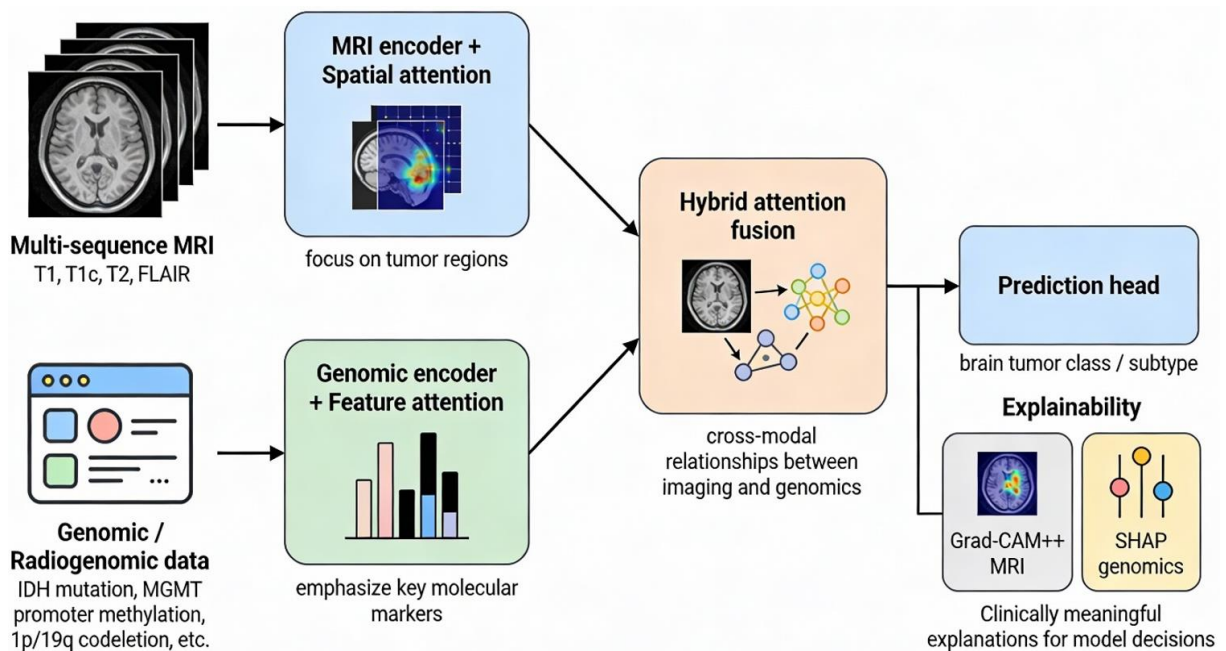 MRI encoder +
Spatial attention
focus on tumor regions
Multi-sequence MRI
T1, T1c, T2, FLAIR
Genomic encoder
+ Feature attention
emphasize key molecular
markers
Genomic /
Radiogenomic data
IDH mutation, MGMT
promoter methylation,
1p/19q codeletion, etc.
Hybrid attention
fusion
cross-modal
relationships between
imaging and genomics
Prediction head
brain tumor class / subtype
Explainability
Grad-CAM++
MRI
SHAP
genomics
Clinically meaningful
explanations for model decisions